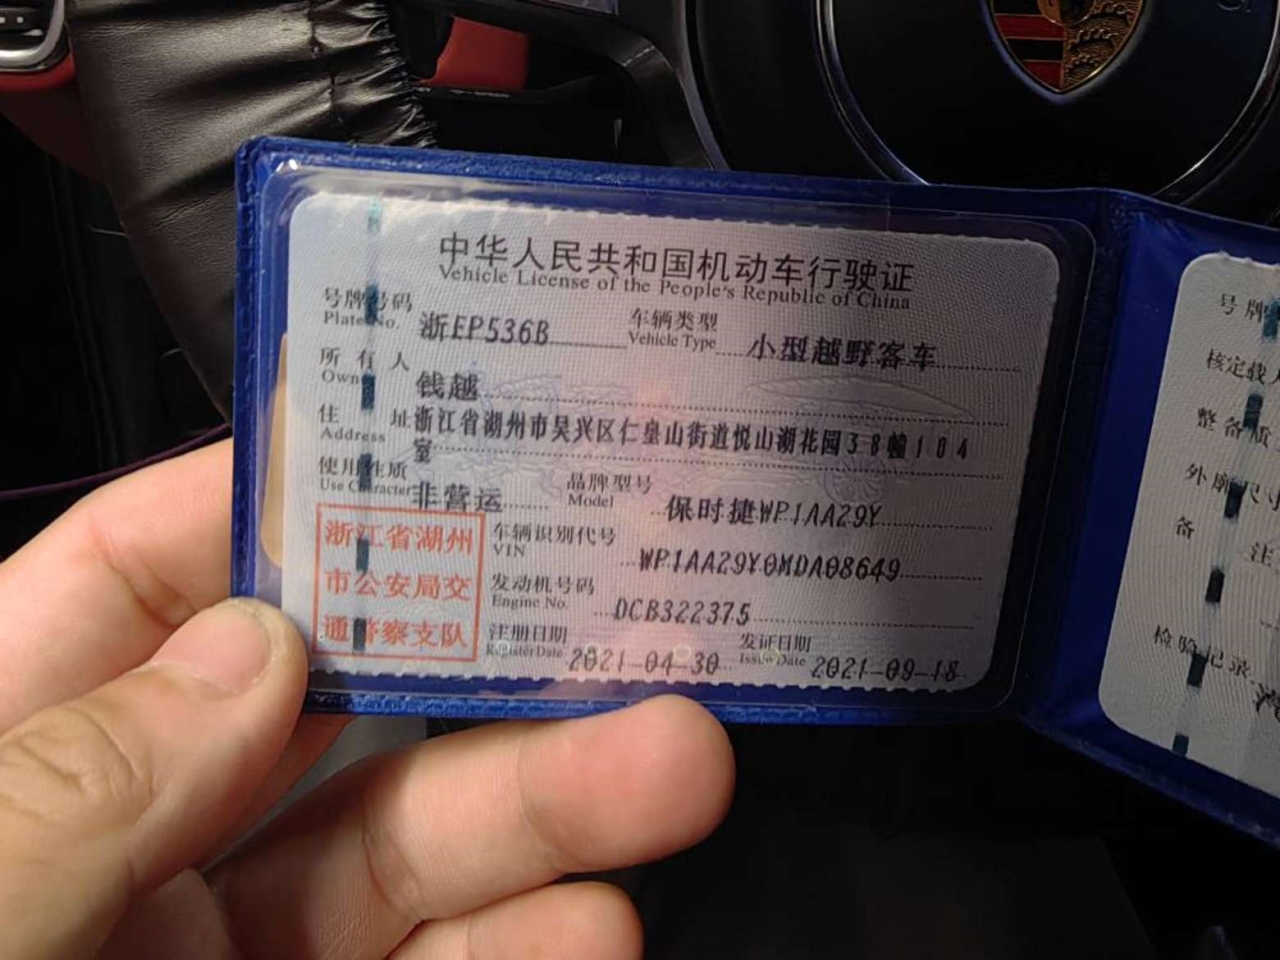 中华人民共和国机动车行驶证
Vehicle License of the People's Republic of China
号牌号码 浙EP536B 车辆类型 小型越野客车
Plate No. Vehicle Type
所有人 钱越
Owner
住址 浙江省湖州市吴兴区仁皇山街道悦山湖花园38幢104
Address 室
使用性质 非营运 品牌型号 保时捷WP1AA29Y
Use Character Model
浙江省湖州
市公安局交
通警察支队
车辆识别代号 WP1AA29Y0MDA08649
VIN
发动机号码 DCB322375
Engine No.
注册日期 2021-04-30 发证日期 2021-09-18
Register Date Issue Date
号牌
核定载人
整备质
外廓尺寸
备 注
检验记录